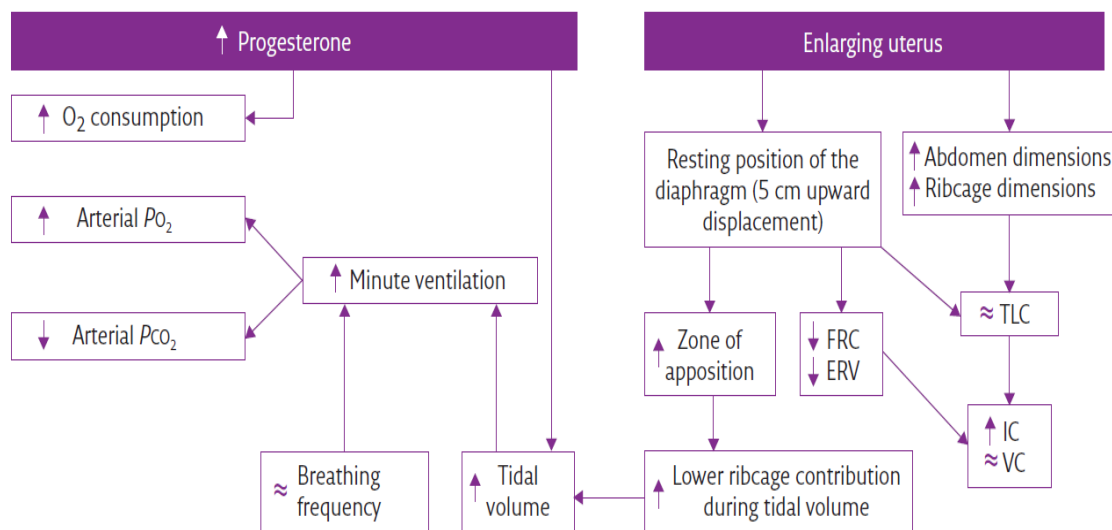 ↑ Progesterone
↑ O₂ consumption
↑ Arterial PO₂
↓ Arterial PCO₂
↑ Minute ventilation
≈ Breathing
frequency
↑ Tidal
volume
Enlarging uterus
Resting position of the
diaphragm (5 cm upward
displacement)
↑ Abdomen dimensions
↑ Ribcage dimensions
↑ Zone of
apposition
↓ FRC
↓ ERV
≈ TLC
↑ IC
≈ VC
↑ Lower ribcage contribution
during tidal volume